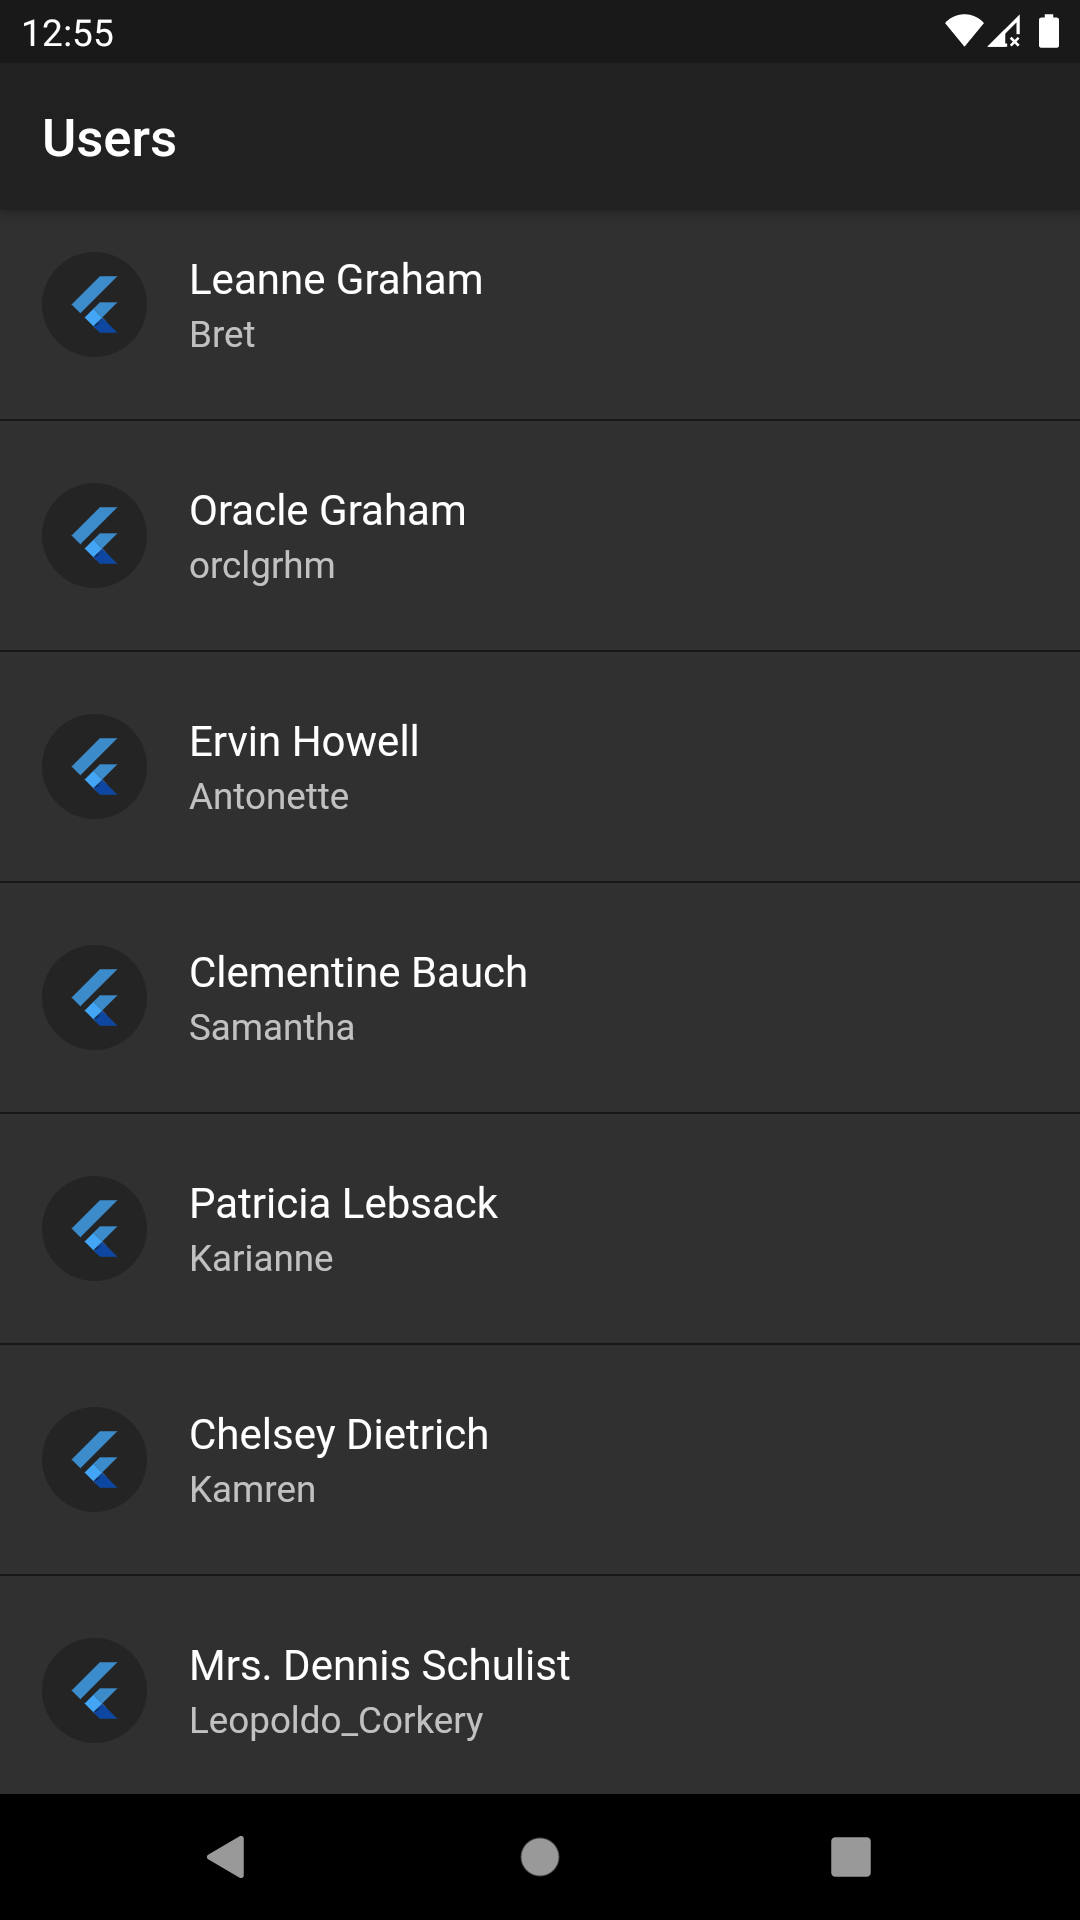 12:55
Users
Leanne Graham
Bret
Oracle Graham
orclgrhm
Ervin Howell
Antonette
Clementine Bauch
Samantha
Patricia Lebsack
Karianne
Chelsey Dietrich
Kamren
Mrs. Dennis Schulist
Leopoldo_Corkery